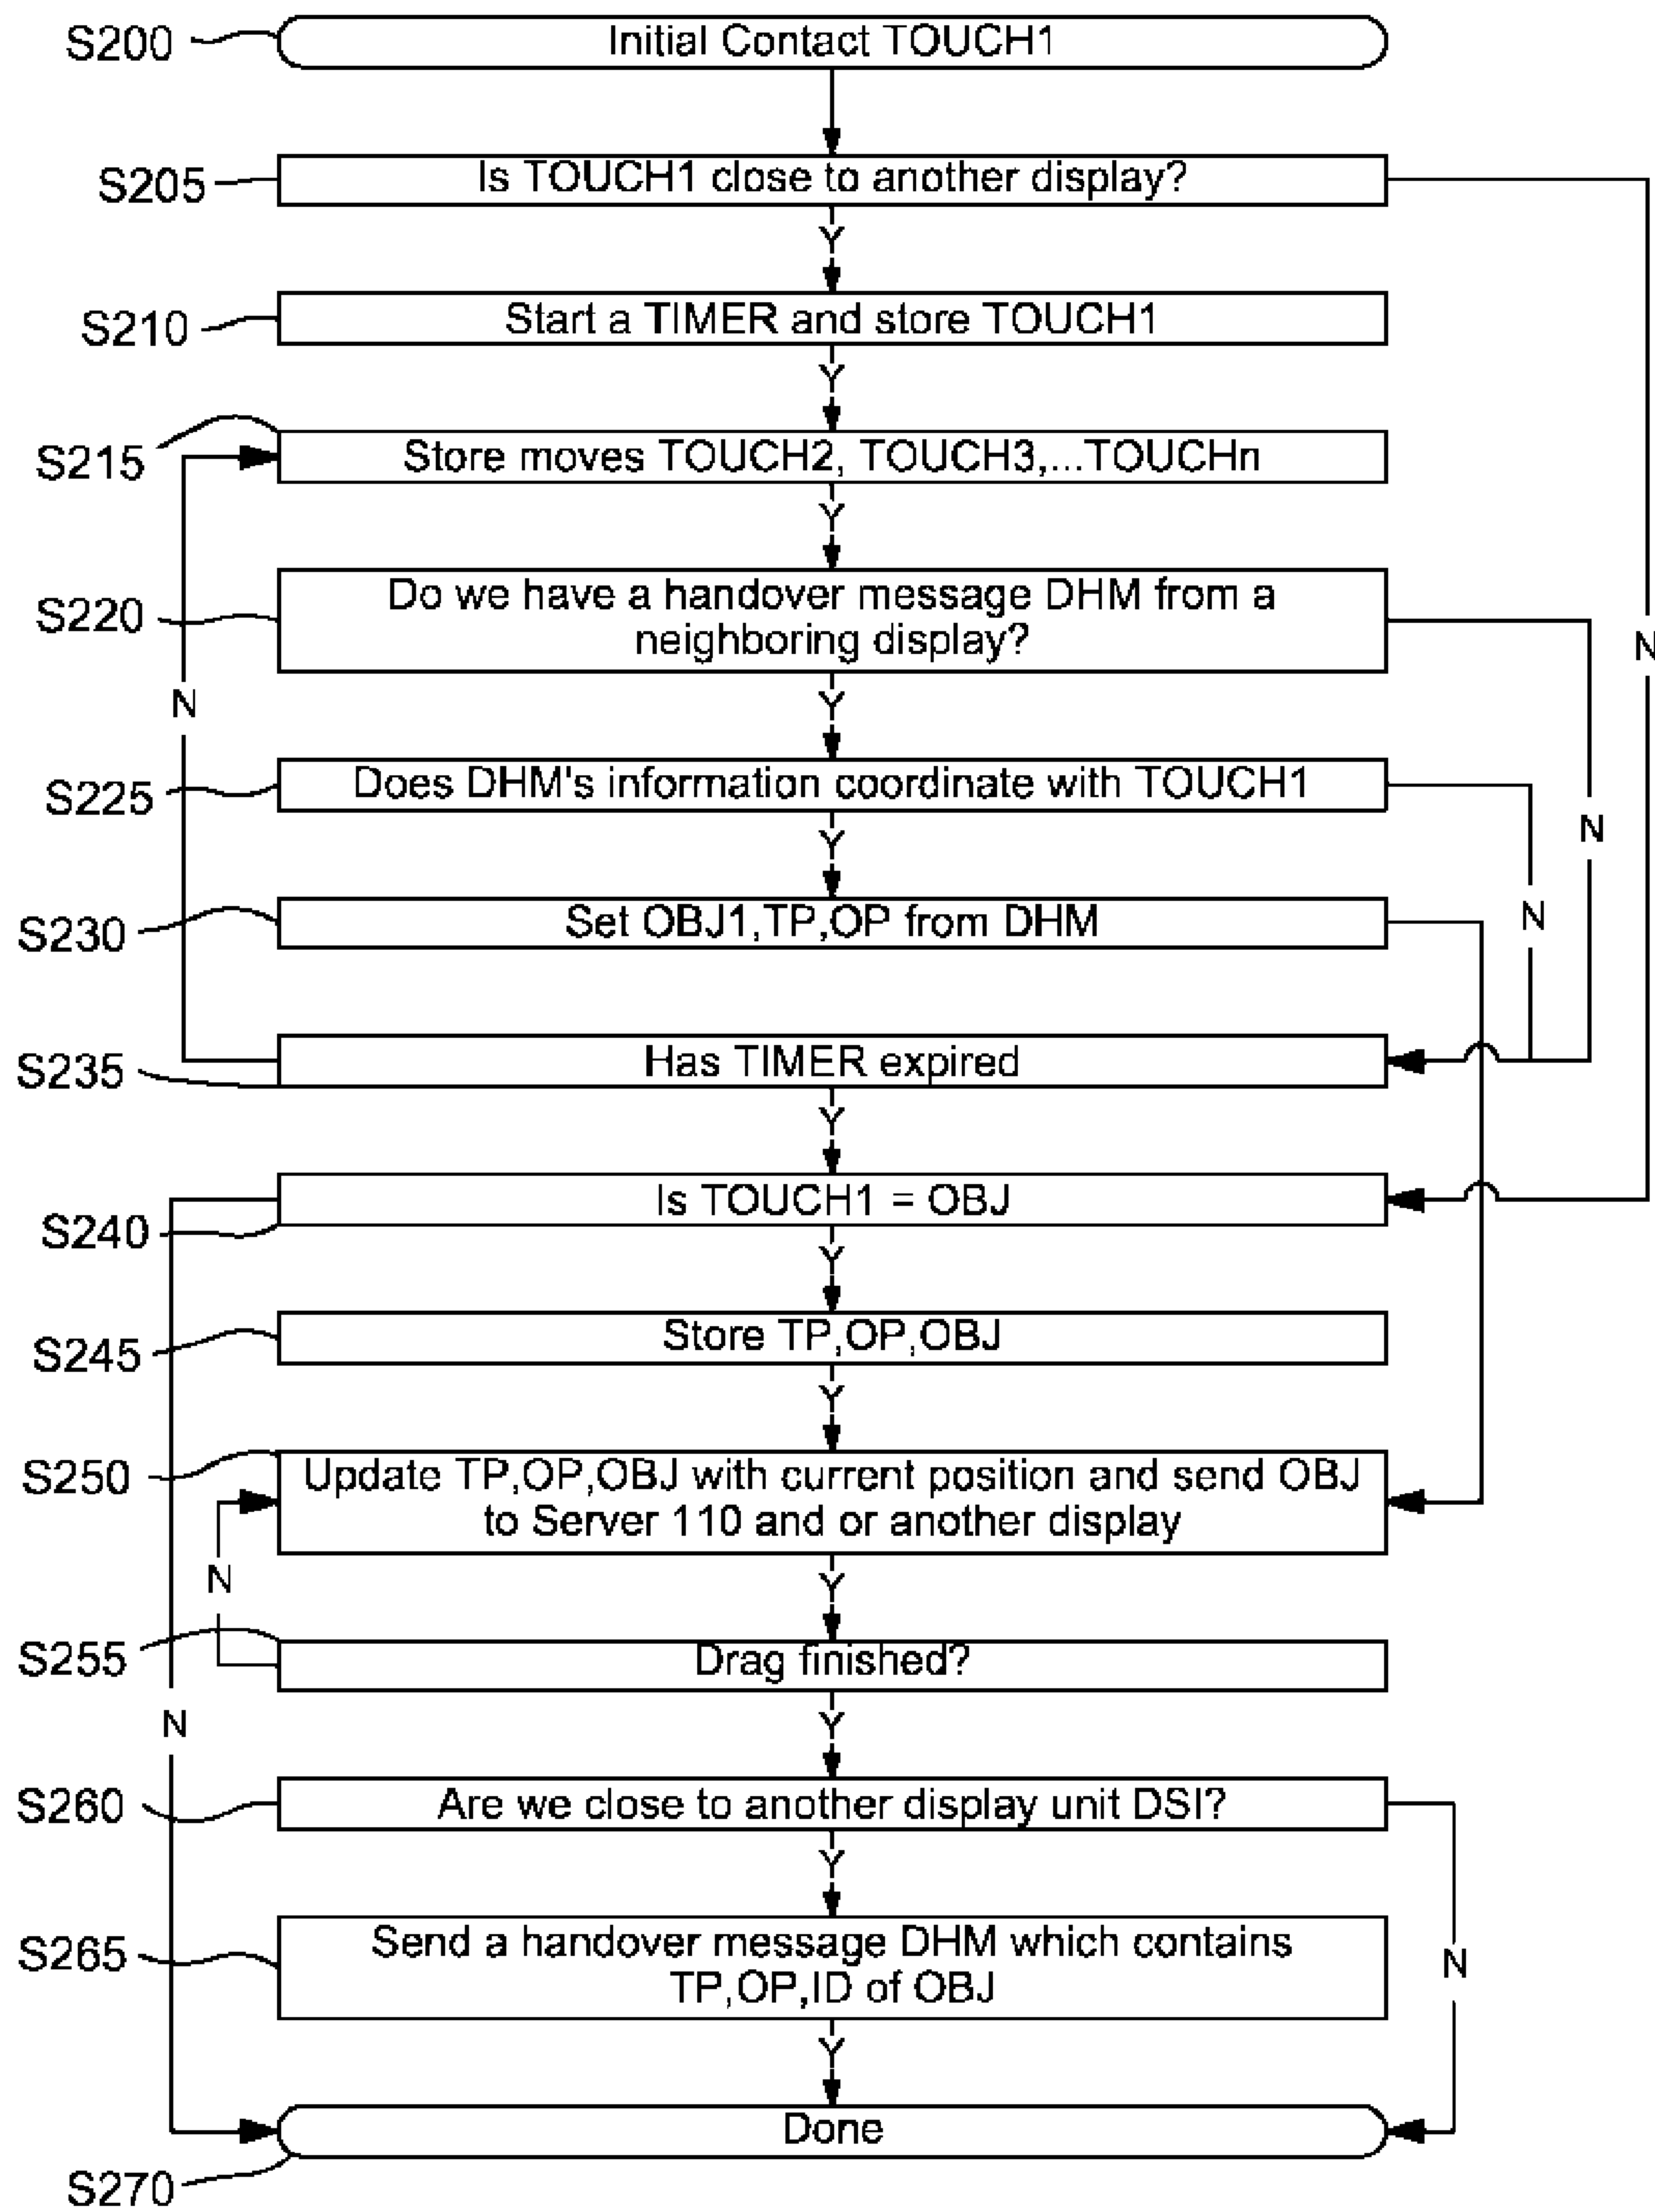 S200
Initial Contact TOUCH1
S205
Is TOUCH1 close to another display?
Y
S210
Start a TIMER and store TOUCH1
Y
S215
Store moves TOUCH2, TOUCH3,...TOUCHn
Y
S220
Do we have a handover message DHM from a
neighboring display?
N
N
Y
S225
Does DHM's information coordinate with TOUCH1
N
Y
S230
Set OBJ1,TP,OP from DHM
N
S235
Has TIMER expired
Y
S240
Is TOUCH1 = OBJ
Y
S245
Store TP,OP,OBJ
Y
S250
Update TP,OP,OBJ with current position and send OBJ
to Server 110 and or another display
N
Y
S255
Drag finished?
N
Y
S260
Are we close to another display unit DSI?
Y
S265
Send a handover message DHM which contains
TP,OP,ID of OBJ
N
Y
Done
S270